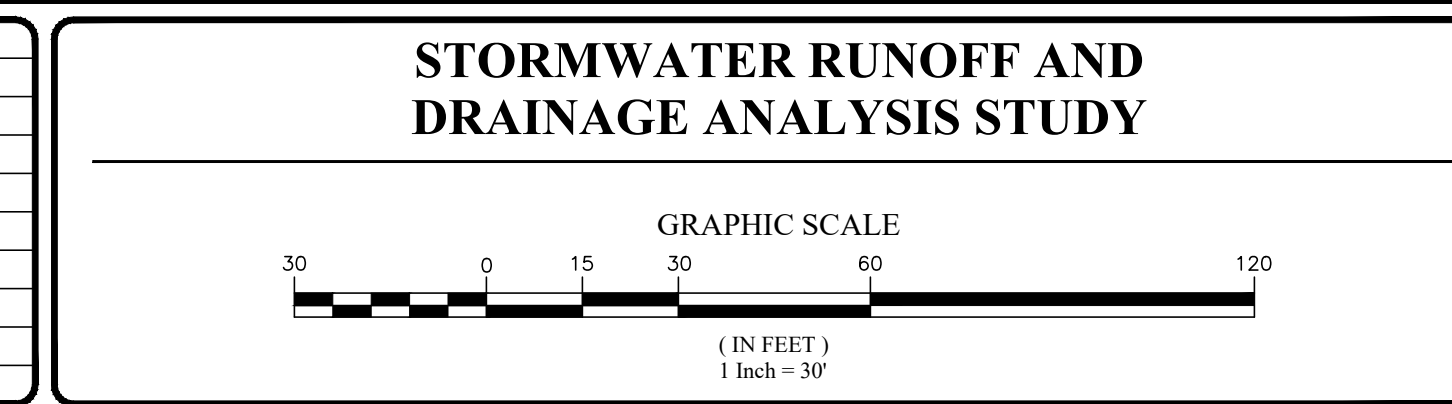 STORMWATER RUNOFF AND
DRAINAGE ANALYSIS STUDY
GRAPHIC SCALE
30 0 15 30 60 120
( IN FEET )
1 Inch = 30'